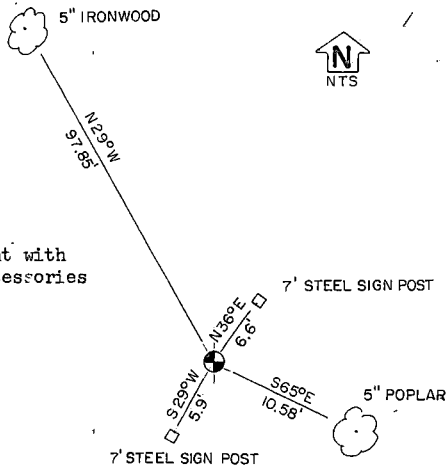 5" IRONWOOD
N
NTS
N29°W
97.85'
t with
essories
7' STEEL SIGN POST
N36°E
6.6'
S29°W
5.9'
S65°E
10.58'
5" POPLAR
7' STEEL SIGN POST